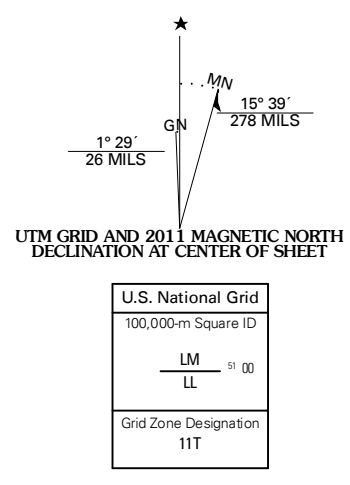 ★
MN
GN
15° 39´
278 MILS
1° 29´
26 MILS
UTM GRID AND 2011 MAGNETIC NORTH
DECLINATION AT CENTER OF SHEET
U.S. National Grid
100,000-m Square ID
LM
51 00
LL
Grid Zone Designation
11T